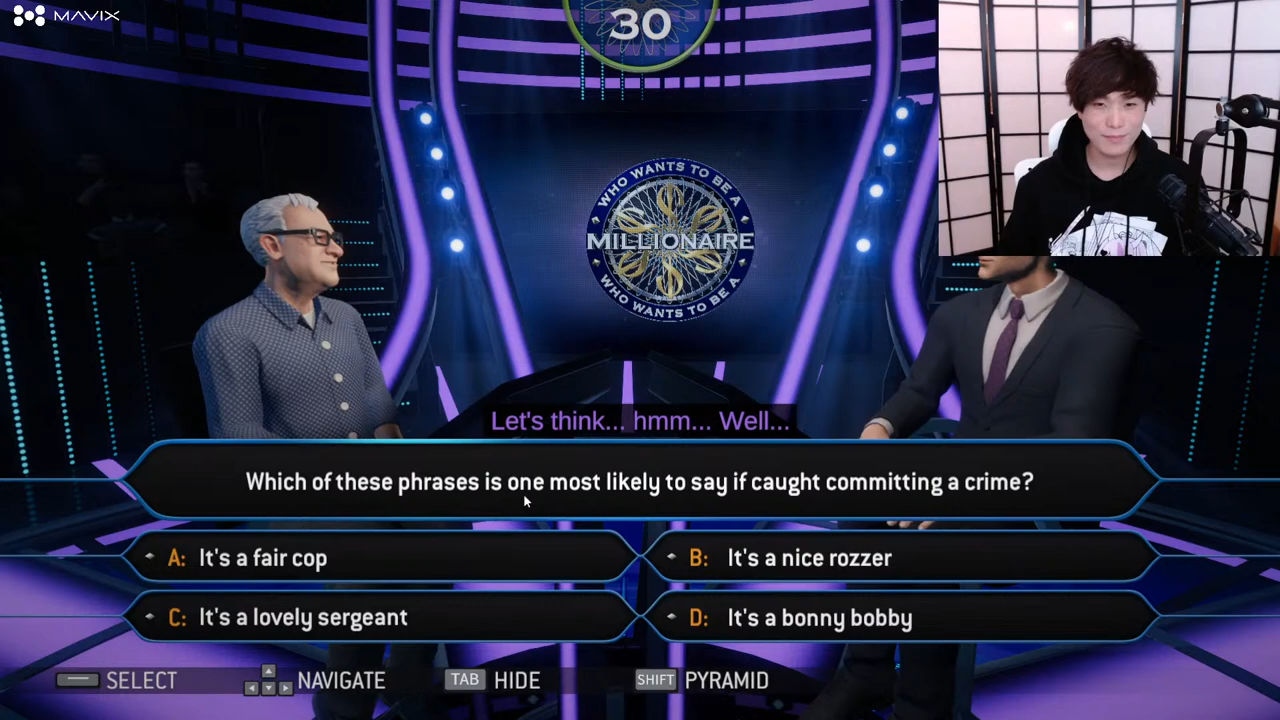 MAVIX
30
WHO WANTS TO BE A
MILLIONAIRE
WHO WANTS TO BE A
Let's think... hmm... Well...
Which of these phrases is one most likely to say if caught committing a crime?
A: It's a fair cop
B: It's a nice rozzer
C: It's a lovely sergeant
D: It's a bonny bobby
SELECT
NAVIGATE
TAB HIDE
SHIFT PYRAMID